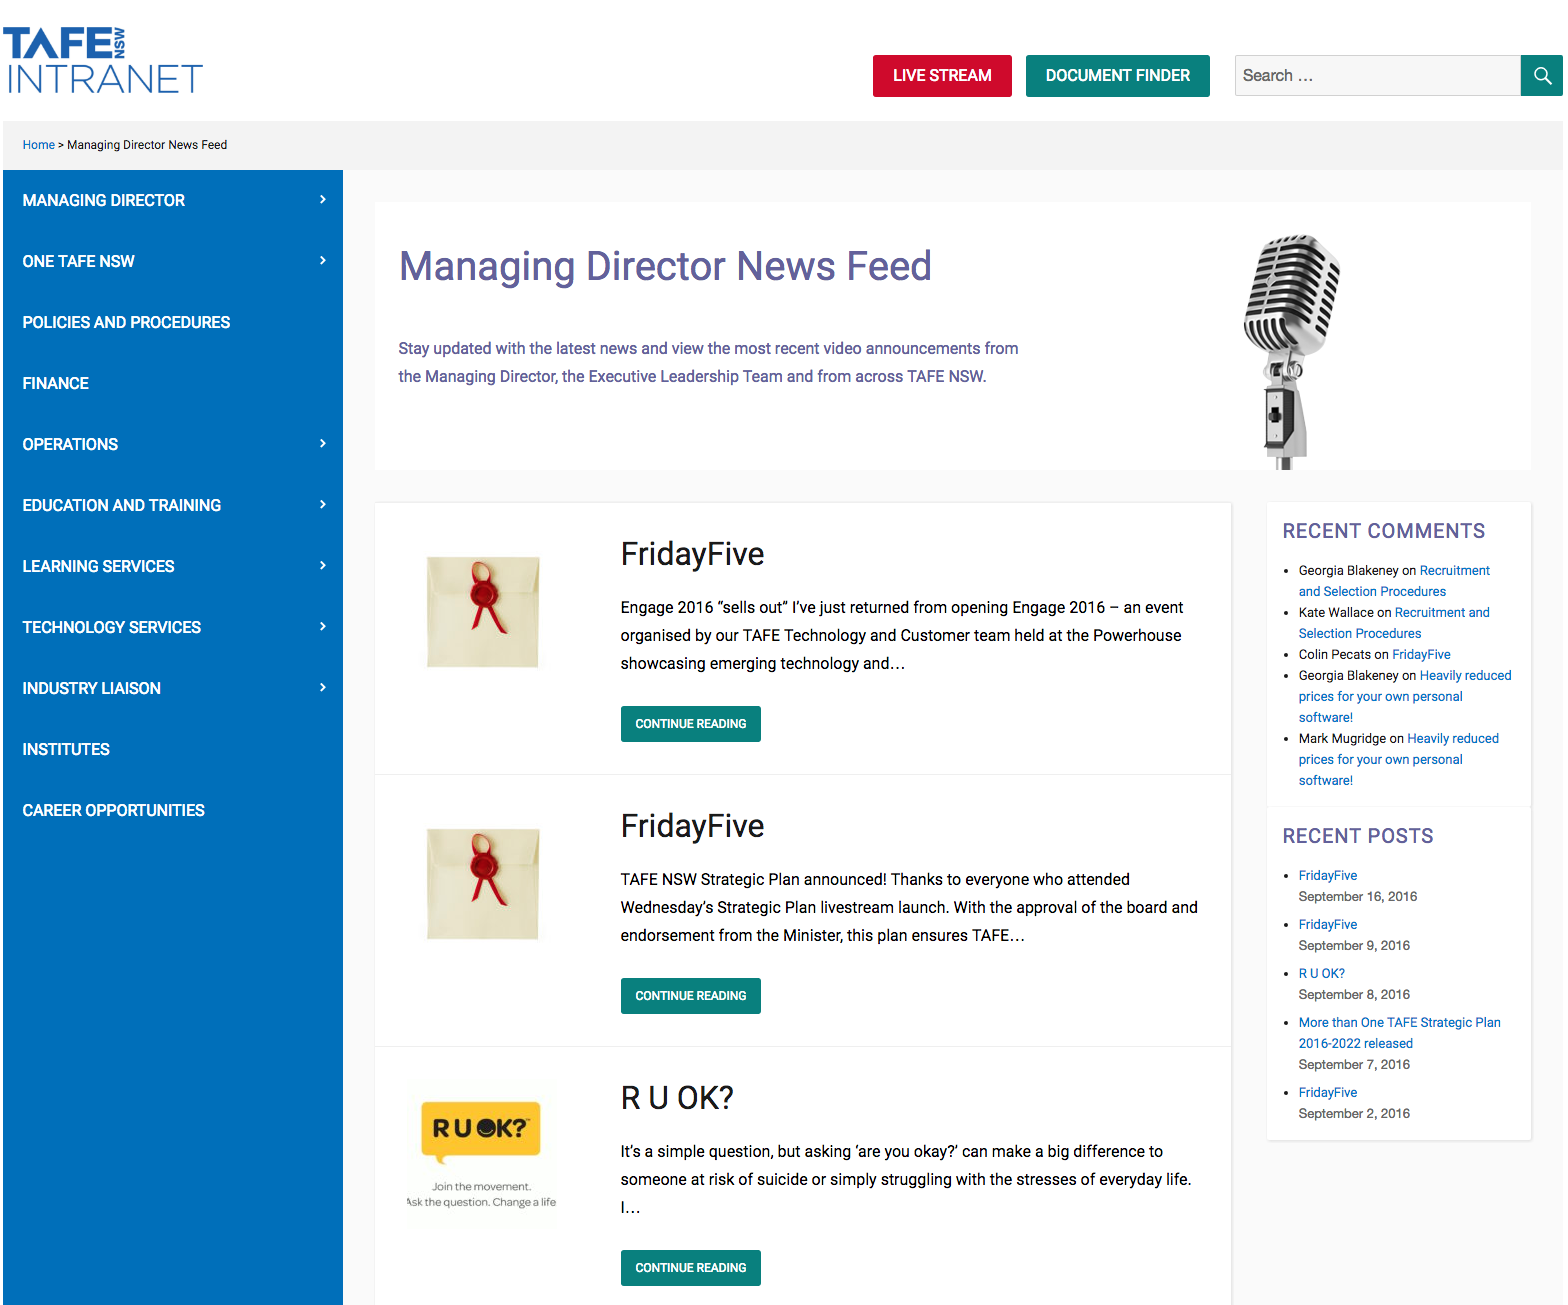 TAFE NSW
INTRANET
LIVE STREAM
DOCUMENT FINDER
Search …
Home > Managing Director News Feed
MANAGING DIRECTOR
ONE TAFE NSW
POLICIES AND PROCEDURES
FINANCE
OPERATIONS
EDUCATION AND TRAINING
LEARNING SERVICES
TECHNOLOGY SERVICES
INDUSTRY LIAISON
INSTITUTES
CAREER OPPORTUNITIES
Managing Director News Feed
Stay updated with the latest news and view the most recent video announcements from
the Managing Director, the Executive Leadership Team and from across TAFE NSW.
FridayFive
Engage 2016 “sells out” I’ve just returned from opening Engage 2016 – an event
organised by our TAFE Technology and Customer team held at the Powerhouse
showcasing emerging technology and…
CONTINUE READING
FridayFive
TAFE NSW Strategic Plan announced! Thanks to everyone who attended
Wednesday’s Strategic Plan livestream launch. With the approval of the board and
endorsement from the Minister, this plan ensures TAFE…
CONTINUE READING
R U OK?™
Join the movement.
Ask the question. Change a life
R U OK?
It’s a simple question, but asking ‘are you okay?’ can make a big difference to
someone at risk of suicide or simply struggling with the stresses of everyday life.
I…
CONTINUE READING
RECENT COMMENTS
Georgia Blakeney on Recruitment
and Selection Procedures
Kate Wallace on Recruitment and
Selection Procedures
Colin Pecats on FridayFive
Georgia Blakeney on Heavily reduced
prices for your own personal
software!
Mark Mugridge on Heavily reduced
prices for your own personal
software!
RECENT POSTS
FridayFive
September 16, 2016
FridayFive
September 9, 2016
R U OK?
September 8, 2016
More than One TAFE Strategic Plan
2016-2022 released
September 7, 2016
FridayFive
September 2, 2016